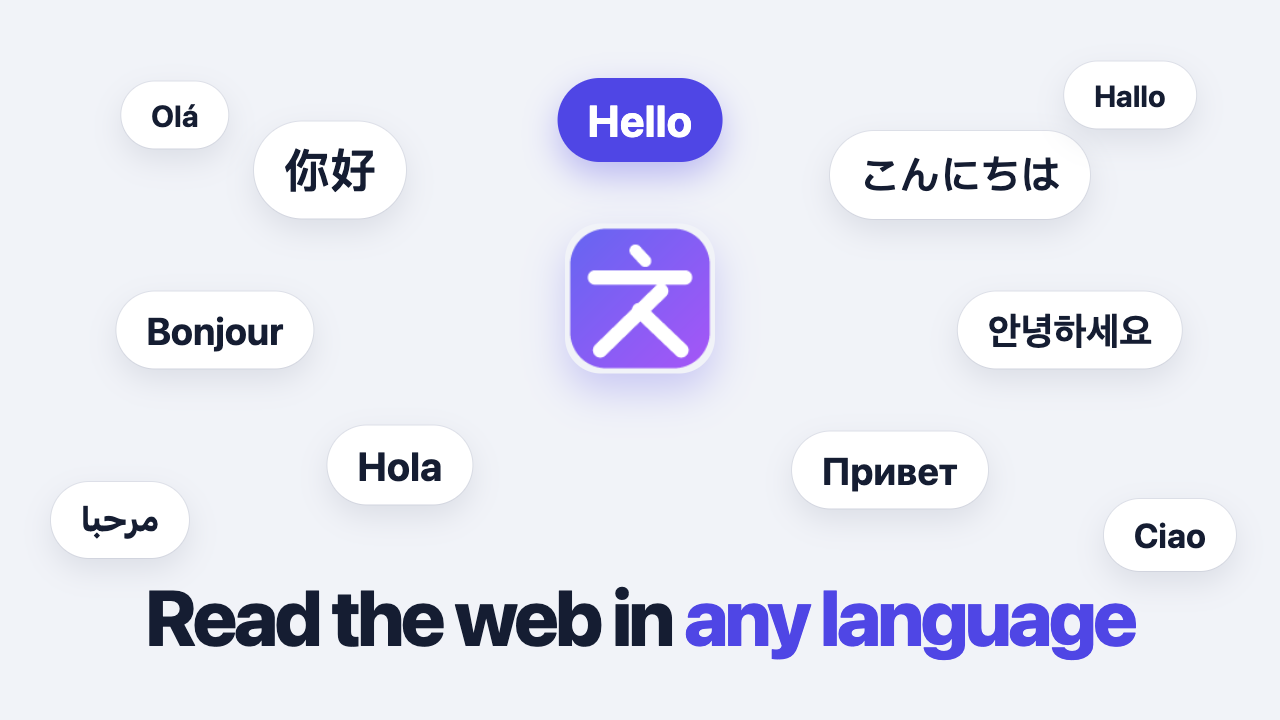 Olá
你好
Hello
Hallo
こんにちは
Bonjour
안녕하세요
Hola
Привет
مرحبا
Ciao
Read the web in any language